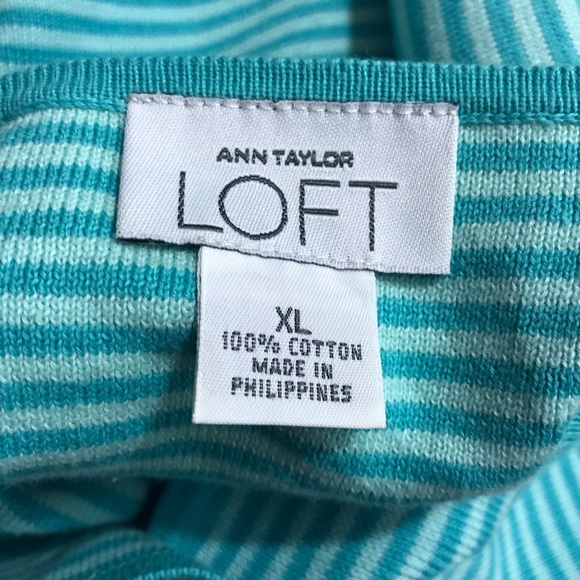 ANN TAYLOR
LOFT
XL
100% COTTON
MADE IN
PHILIPPINES